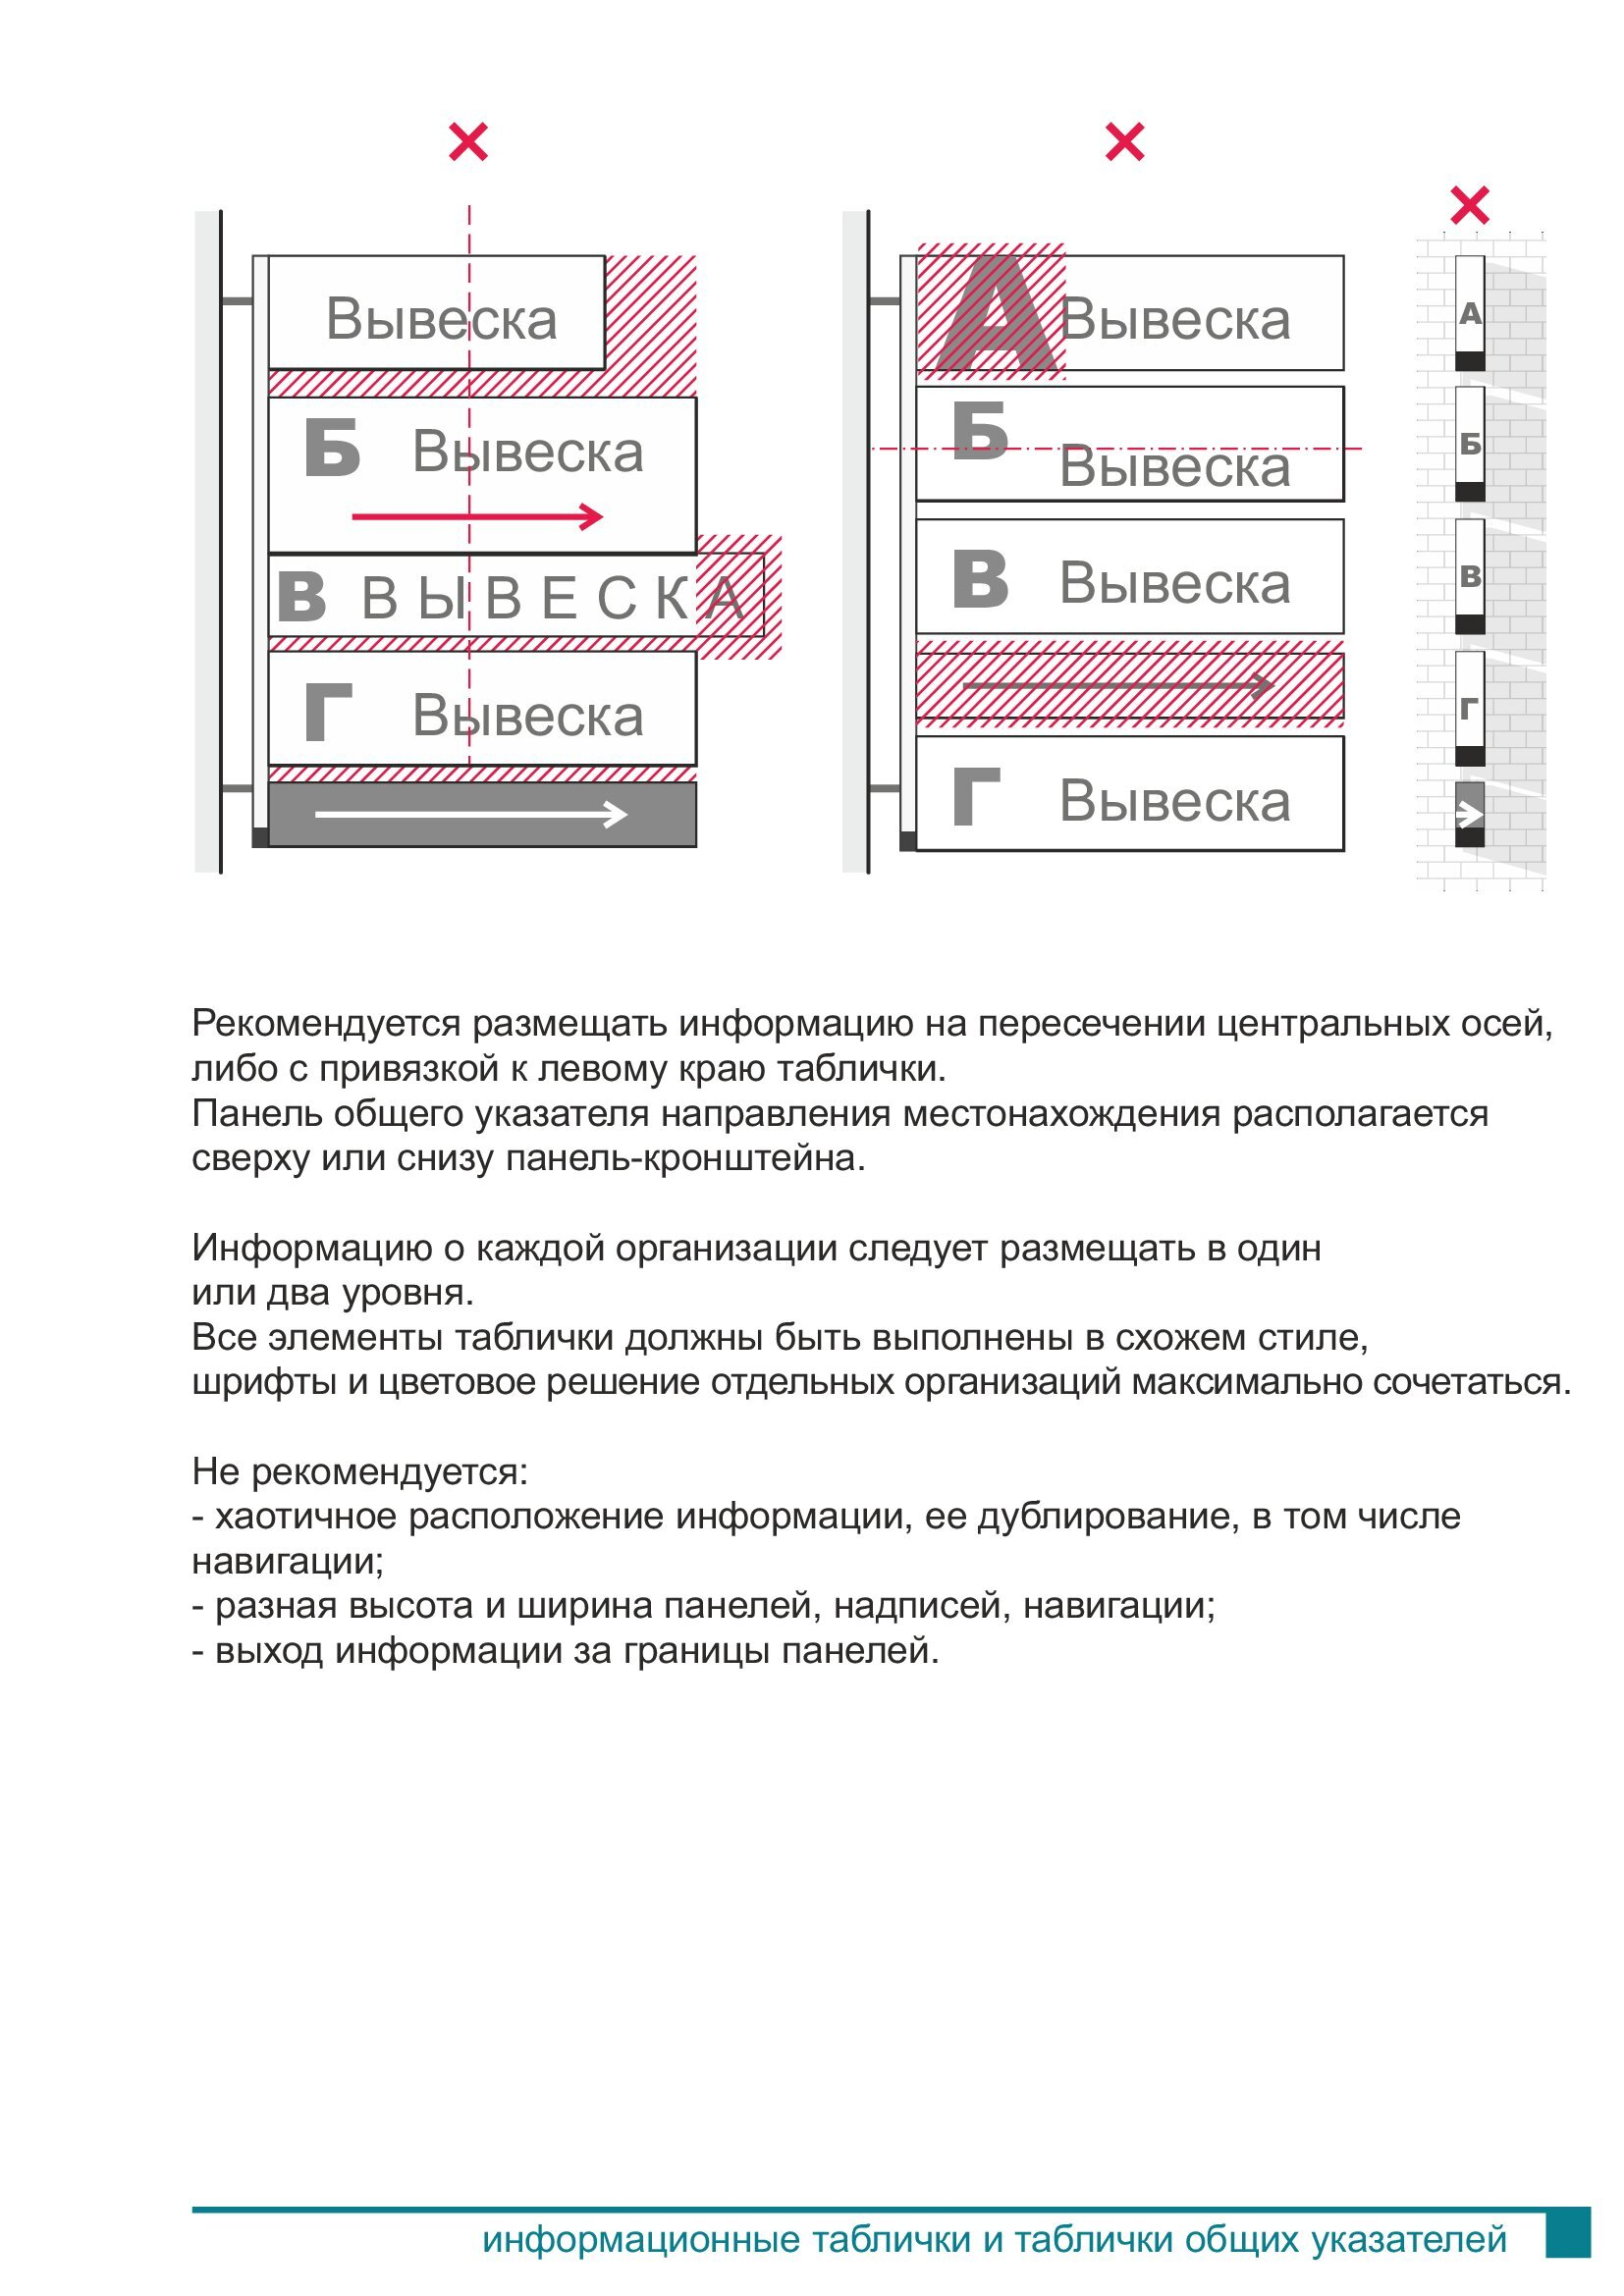 Вывеска
Б Вывеска
В ВЫВЕСКА
Г Вывеска
А Вывеска
Б Вывеска
В Вывеска
Г Вывеска
А
Б
В
Г
Рекомендуется размещать информацию на пересечении центральных осей,
либо с привязкой к левому краю таблички.
Панель общего указателя направления местонахождения располагается
сверху или снизу панель-кронштейна.
Информацию о каждой организации следует размещать в один
или два уровня.
Все элементы таблички должны быть выполнены в схожем стиле,
шрифты и цветовое решение отдельных организаций максимально сочетаться.
Не рекомендуется:
- хаотичное расположение информации, ее дублирование, в том числе
навигации;
- разная высота и ширина панелей, надписей, навигации;
- выход информации за границы панелей.
информационные таблички и таблички общих указателей